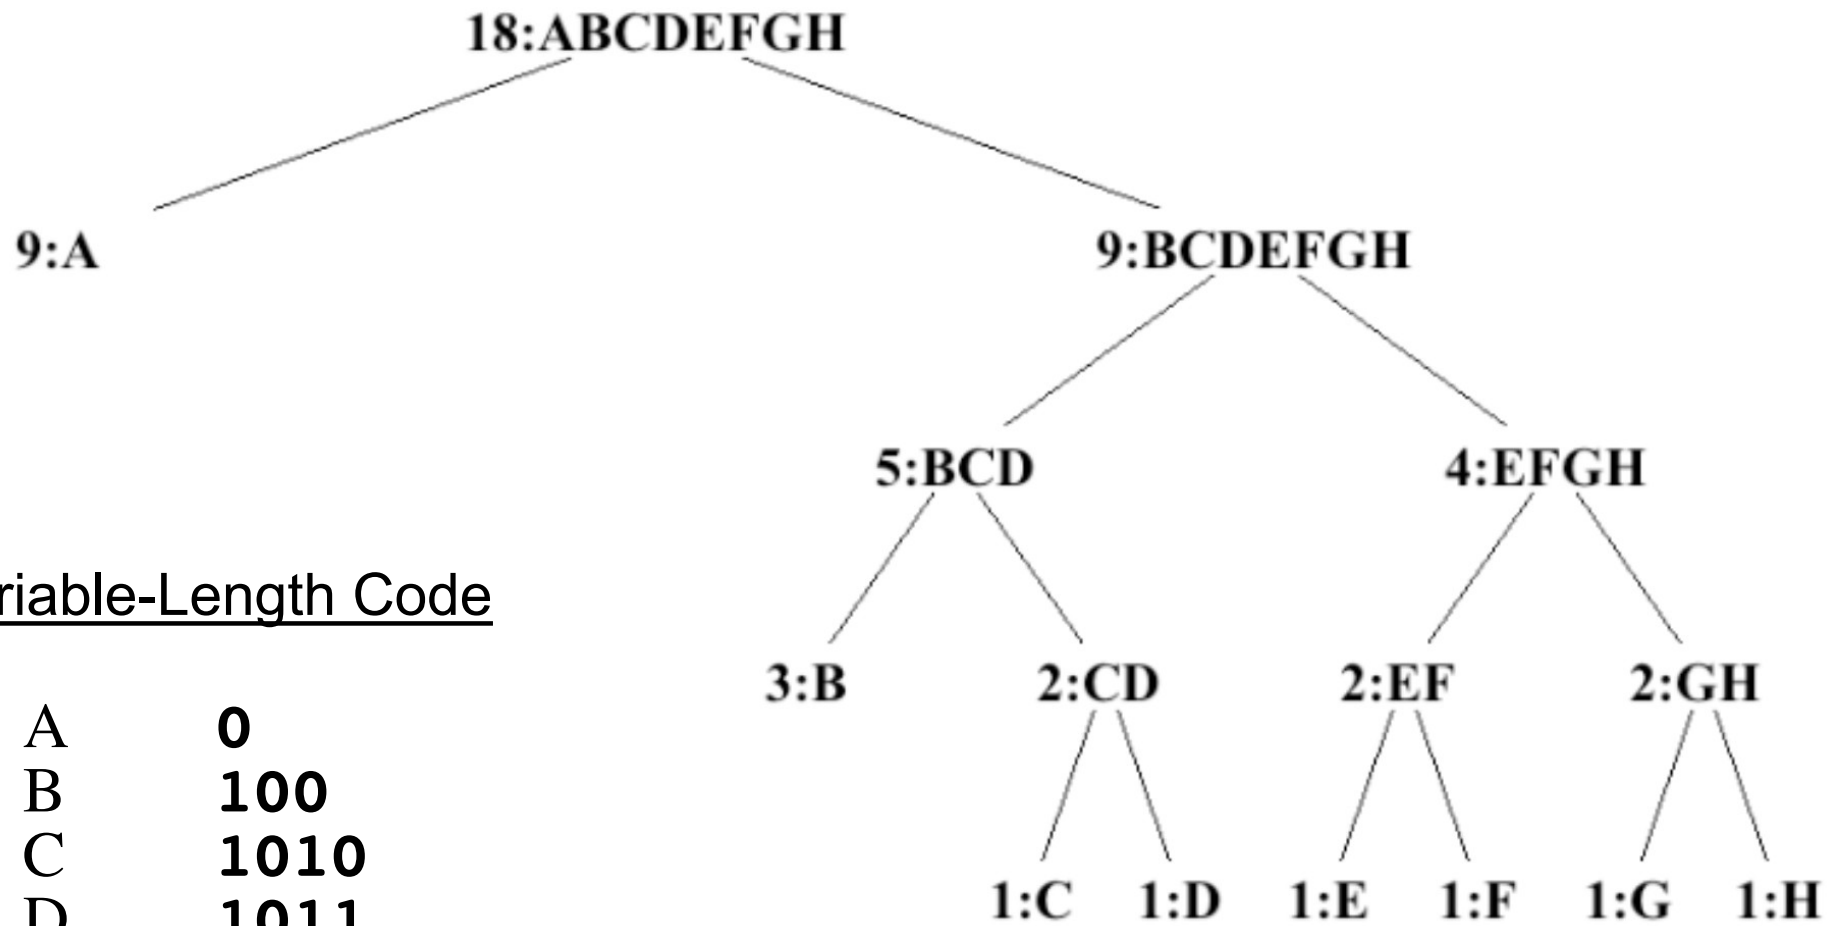 18:ABCDEFGH
9:A 9:BCDEFGH
5:BCD 4:EFGH
riable-Length Code
3:B 2:CD 2:EF 2:GH
A 0
B 100
C 1010
D 1011
1:C 1:D 1:E 1:F 1:G 1:H